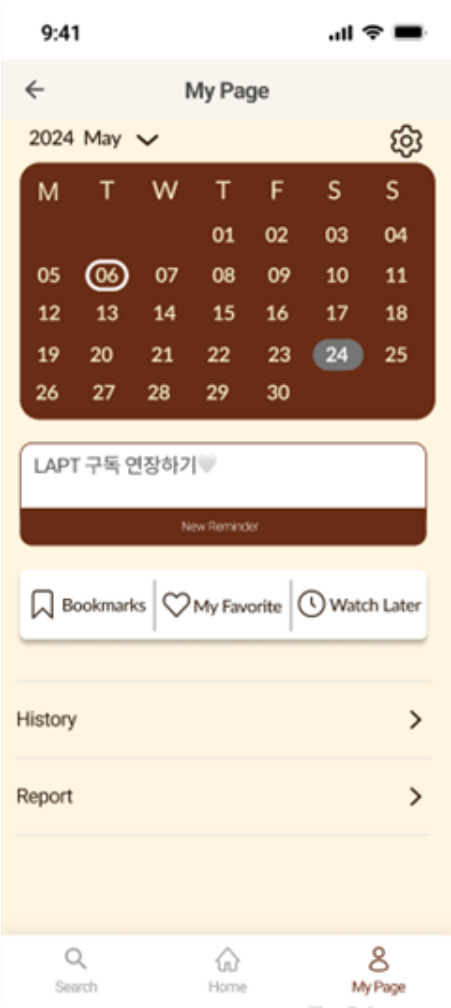 9:41
My Page
2024 May
M T W T F S S
01 02 03 04
05 06 07 08 09 10 11
12 13 14 15 16 17 18
19 20 21 22 23 24 25
26 27 28 29 30
LAPT 구독 연장하기🤍
New Reminder
Bookmarks My Favorite Watch Later
History
Report
Search Home My Page